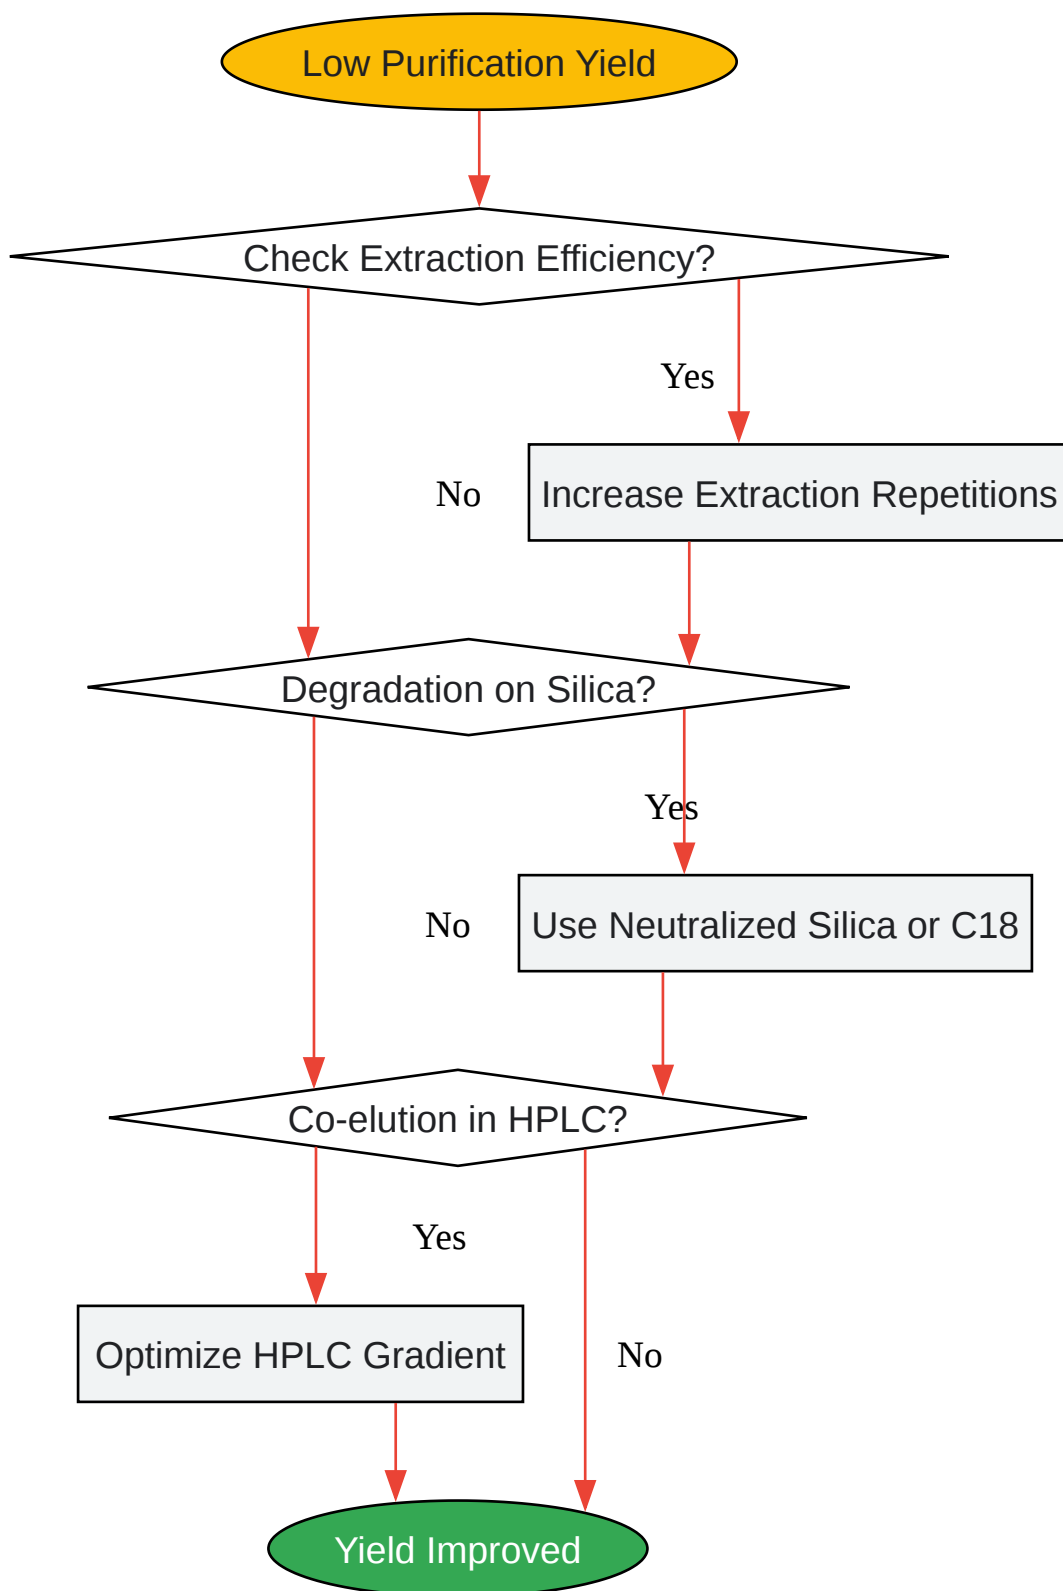 Low Purification Yield
Check Extraction Efficiency?
Yes
No
Increase Extraction Repetitions
Degradation on Silica?
Yes
No
Use Neutralized Silica or C18
Co-elution in HPLC?
Yes
Optimize HPLC Gradient
No
Yield Improved